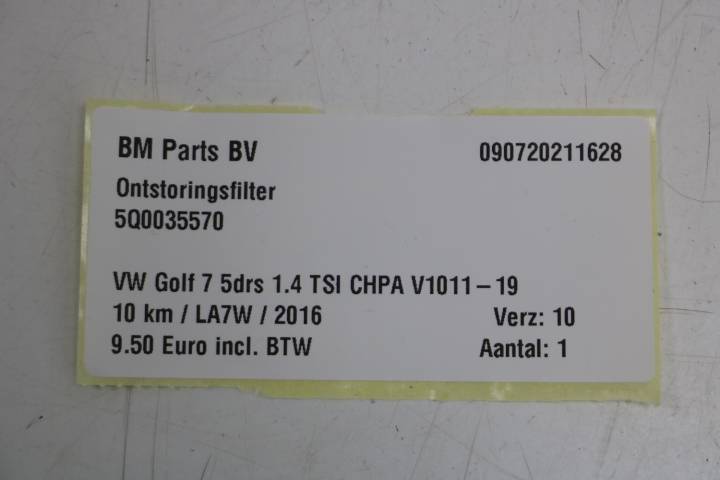 BM Parts BV 090720211628
Ontstoringsfilter
5Q0035570
VW Golf 7 5drs 1.4 TSI CHPA V1011-19
10 km / LA7W / 2016 Verz: 10
9.50 Euro incl. BTW Aantal: 1